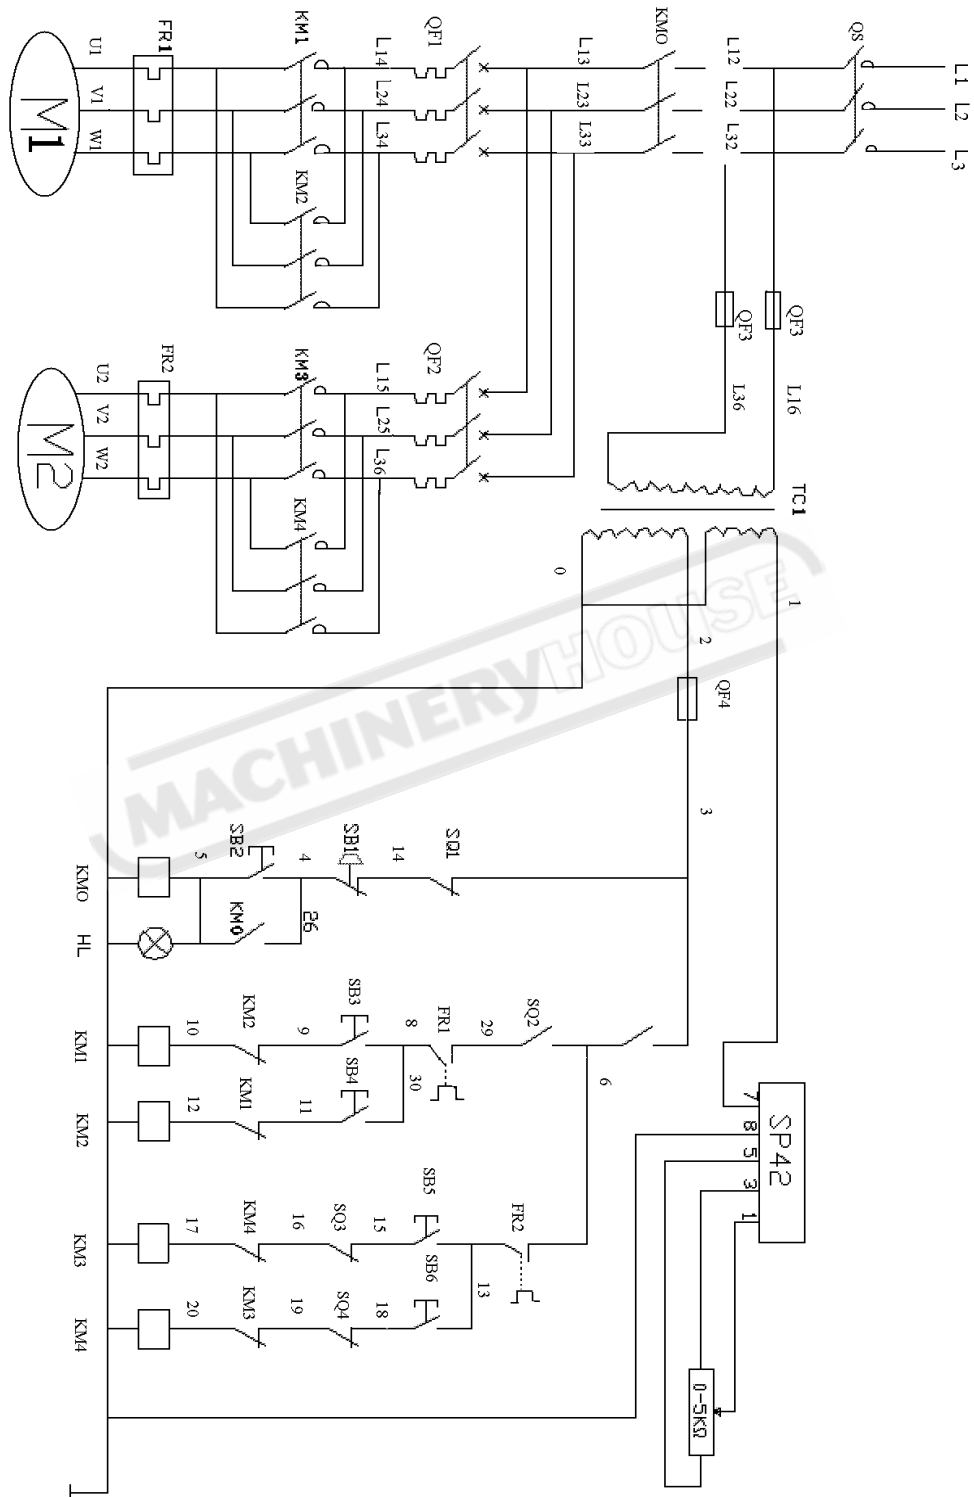 L1
L2
L3
QS
L12
L22
L32
KM0
L13
L23
L33
QF1
L14
L24
L34
KM1
FR1
U1
V1
W1
M1
KM2
QF3
QF3
L16
L36
TC1
QF2
L15
L25
L36
KM3
FR2
U2
V2
W2
M2
KM4
0
1
2
QF4
3
MACHINERYHOUSE
SQ1
14
SB1
4
SB2
5
KM0
26
KM0
HL
SQ2
29
FR1
8
SB3
9
KM2
10
KM1
6
30
SB4
11
KM1
12
KM2
FR2
SB5
15
SQ3
16
KM4
17
KM3
13
SB6
18
SQ4
19
KM3
20
KM4
SP42
7
8
5
3
1
0-5KΩ